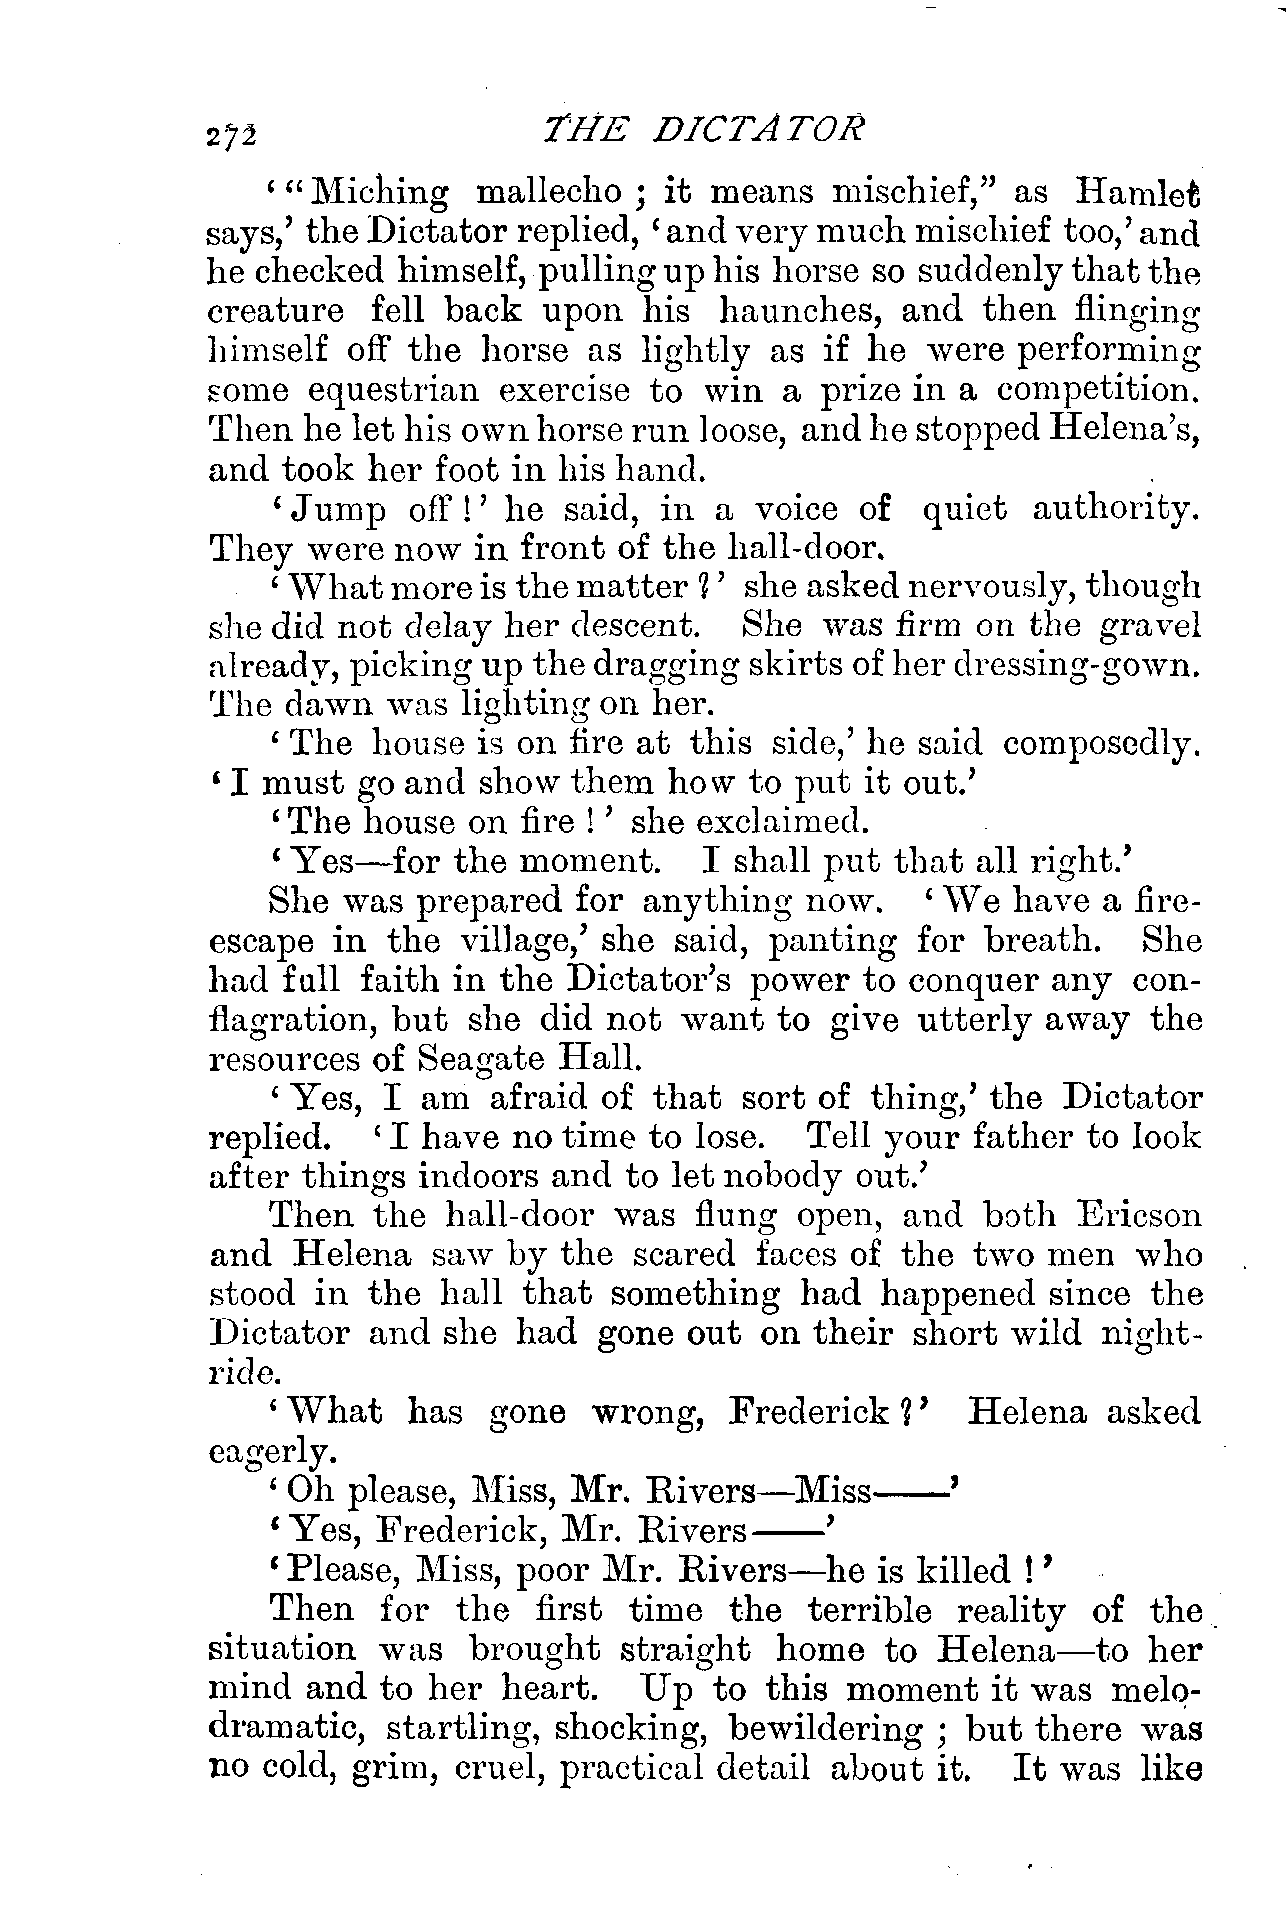 272 THE DICTATOR
‘ “ Miching mallecho ; it means mischief,” as Hamlet
says,’ the Dictator replied, ‘ and very much mischief too,’ and
he checked himself, pulling up his horse so suddenly that the
creature fell back upon his haunches, and then flinging
himself off the horse as lightly as if he were performing
some equestrian exercise to win a prize in a competition.
Then he let his own horse run loose, and he stopped Helena’s,
and took her foot in his hand.
‘ Jump off ! ’ he said, in a voice of quiet authority.
They were now in front of the hall-door.
‘ What more is the matter ? ’ she asked nervously, though
she did not delay her descent. She was firm on the gravel
already, picking up the dragging skirts of her dressing-gown.
The dawn was lighting on her.
‘ The house is on fire at this side,’ he said composedly.
‘ I must go and show them how to put it out.’
‘ The house on fire ! ’ she exclaimed.
‘ Yes—for the moment. I shall put that all right.’
She was prepared for anything now. ‘ We have a fire-
escape in the village,’ she said, panting for breath. She
had full faith in the Dictator’s power to conquer any con-
flagration, but she did not want to give utterly away the
resources of Seagate Hall.
‘ Yes, I am afraid of that sort of thing,’ the Dictator
replied. ‘ I have no time to lose. Tell your father to look
after things indoors and to let nobody out.’
Then the hall-door was flung open, and both Ericson
and Helena saw by the scared faces of the two men who
stood in the hall that something had happened since the
Dictator and she had gone out on their short wild night-
ride.
‘ What has gone wrong, Frederick ? ’ Helena asked
eagerly.
‘ Oh please, Miss, Mr. Rivers—Miss——’
‘ Yes, Frederick, Mr. Rivers——’
‘ Please, Miss, poor Mr. Rivers—he is killed ! ’
Then for the first time the terrible reality of the
situation was brought straight home to Helena—to her
mind and to her heart. Up to this moment it was melo-
dramatic, startling, shocking, bewildering ; but there was
no cold, grim, cruel, practical detail about it. It was like